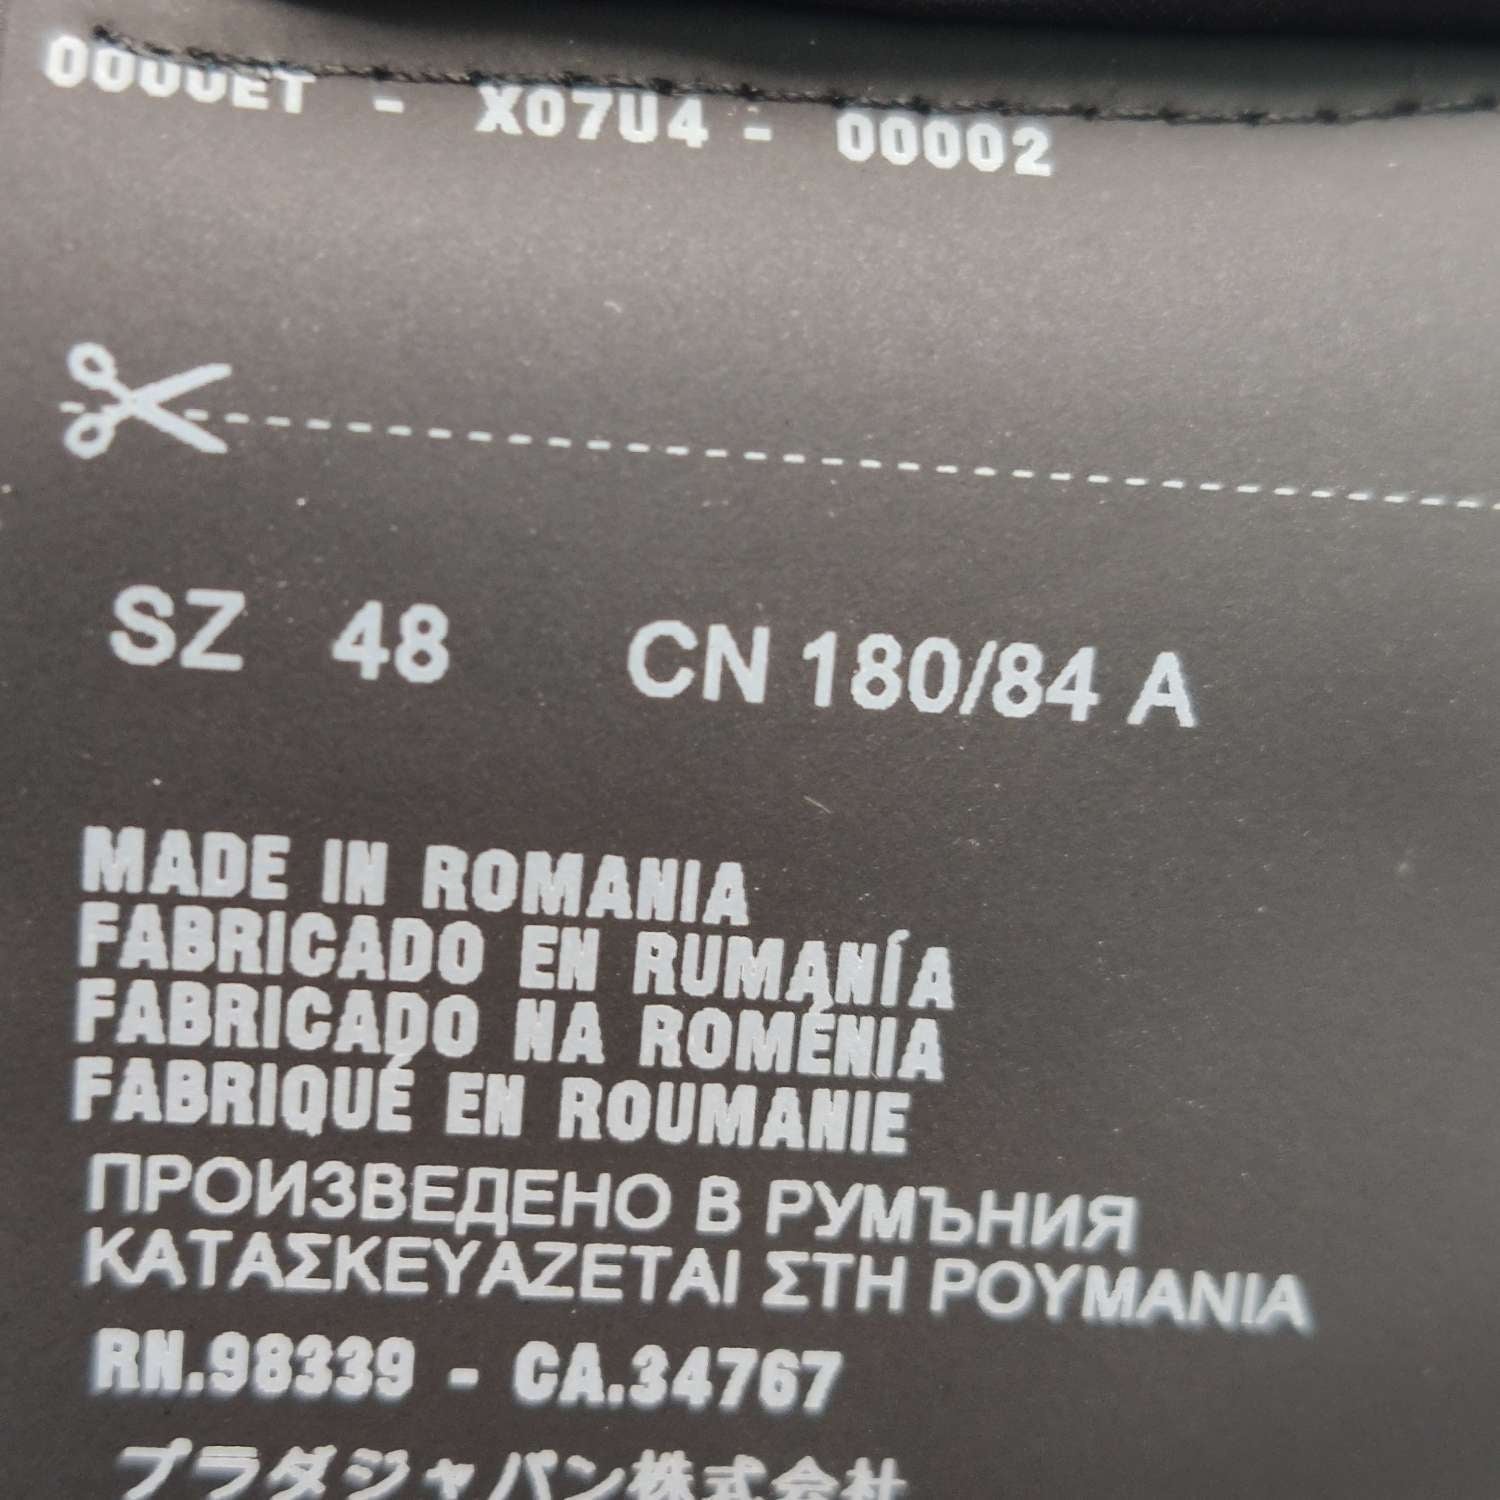 0000ET - X07U4 - 00002
SZ 48 CN 180/84 A
MADE IN ROMANIA
FABRICADO EN RUMANÍA
FABRICADO NA ROMÉNIA
FABRIQUÉ EN ROUMANIE
ПРОИЗВЕДЕНО В РУМЪНИЯ
ΚΑΤΑΣΚΕΥΑΖΕΤΑΙ ΣΤΗ ΡΟΥΜΑΝΙΑ
RN.98339 - CA.34767
プラダジャパン株式会社